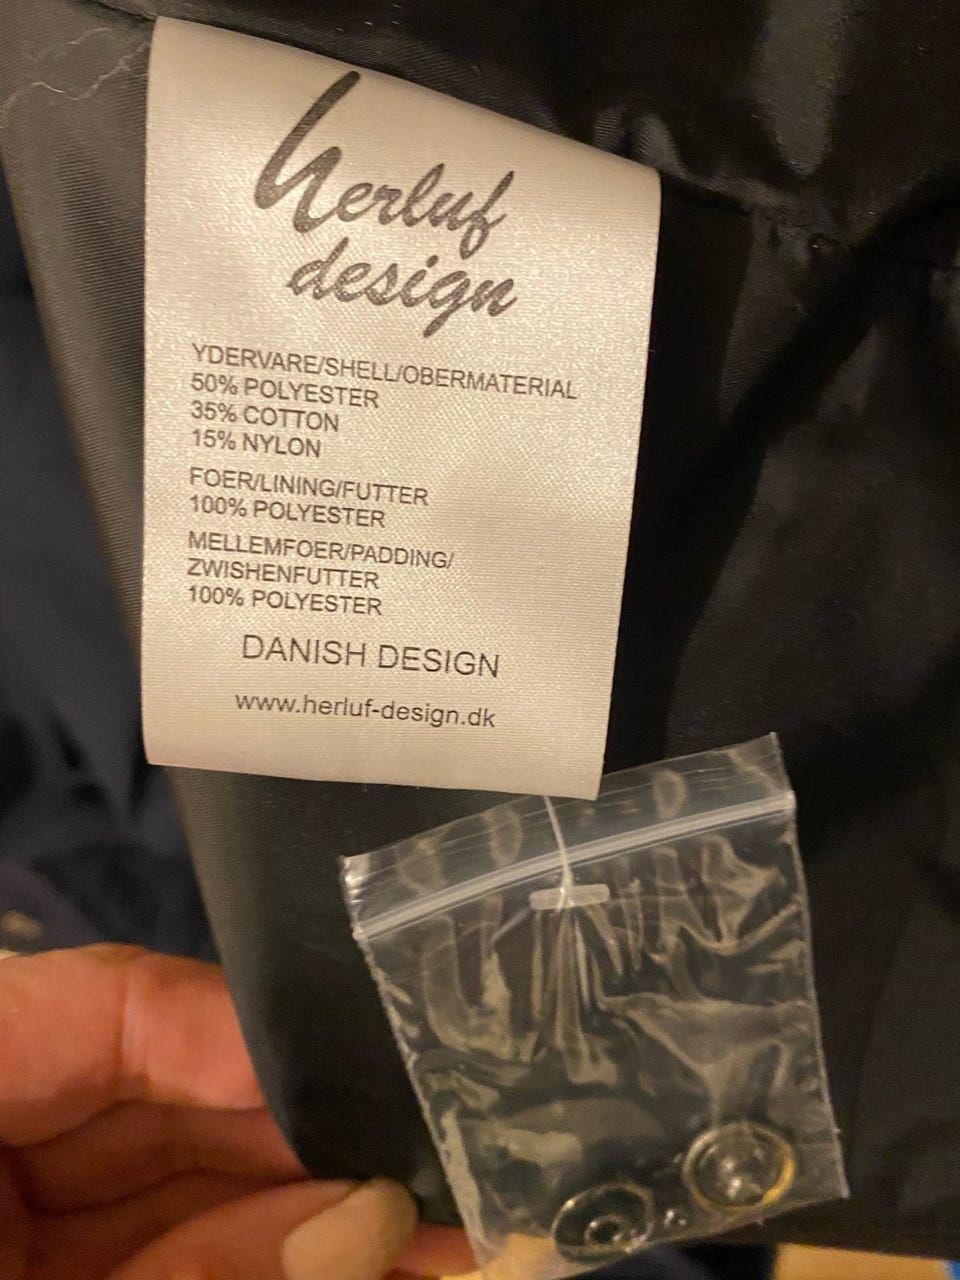 herluf
design
YDERVARE/SHELL/OBERMATERIAL
50% POLYESTER
35% COTTON
15% NYLON
FOER/LINING/FUTTER
100% POLYESTER
MELLEMFOER/PADDING/
ZWISHENFUTTER
100% POLYESTER
DANISH DESIGN
www.herluf-design.dk